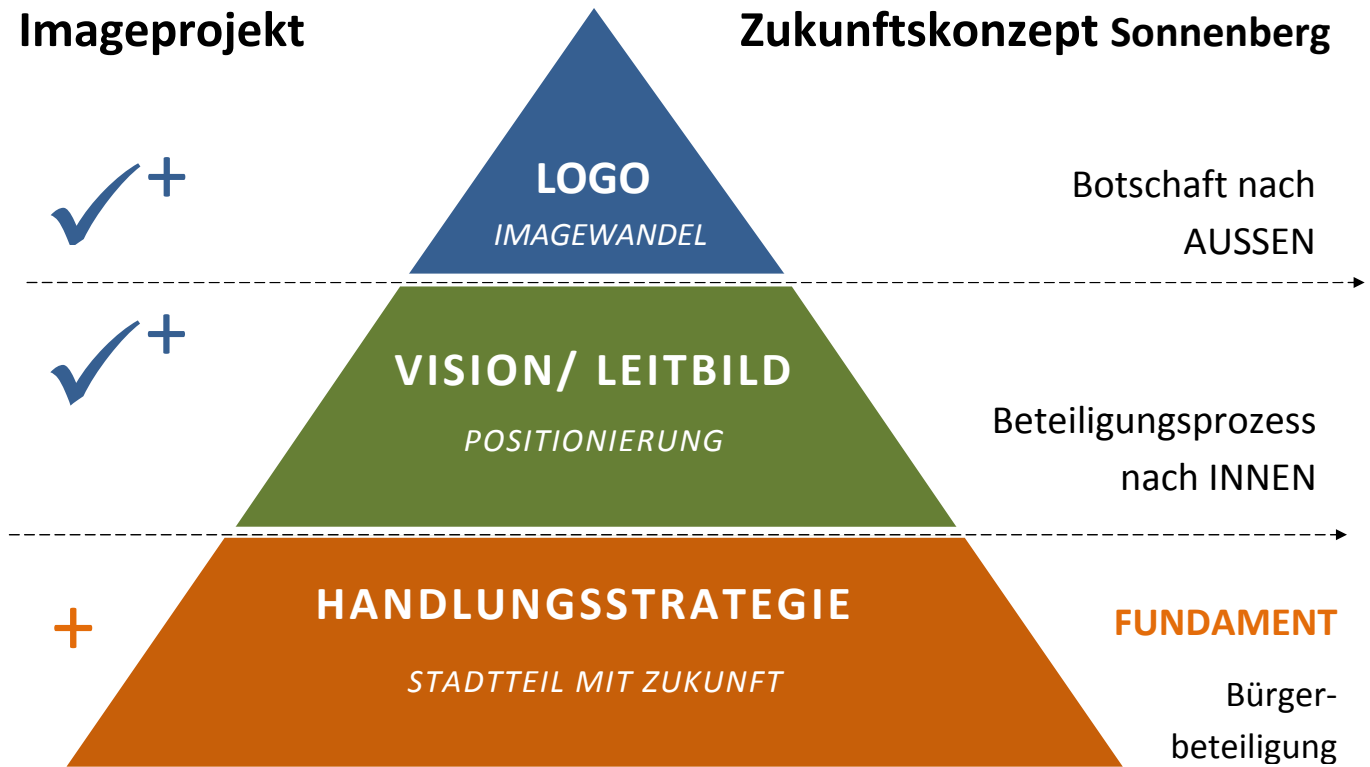 Imageprojekt
Zukunftskonzept Sonnenberg
LOGO
IMAGEWANDEL
Botschaft nach
AUSSEN
VISION/ LEITBILD
POSITIONIERUNG
Beteiligungsprozess
nach INNEN
HANDLUNGSSTRATEGIE
STADTTEIL MIT ZUKUNFT
FUNDAMENT
Bürger-
beteiligung